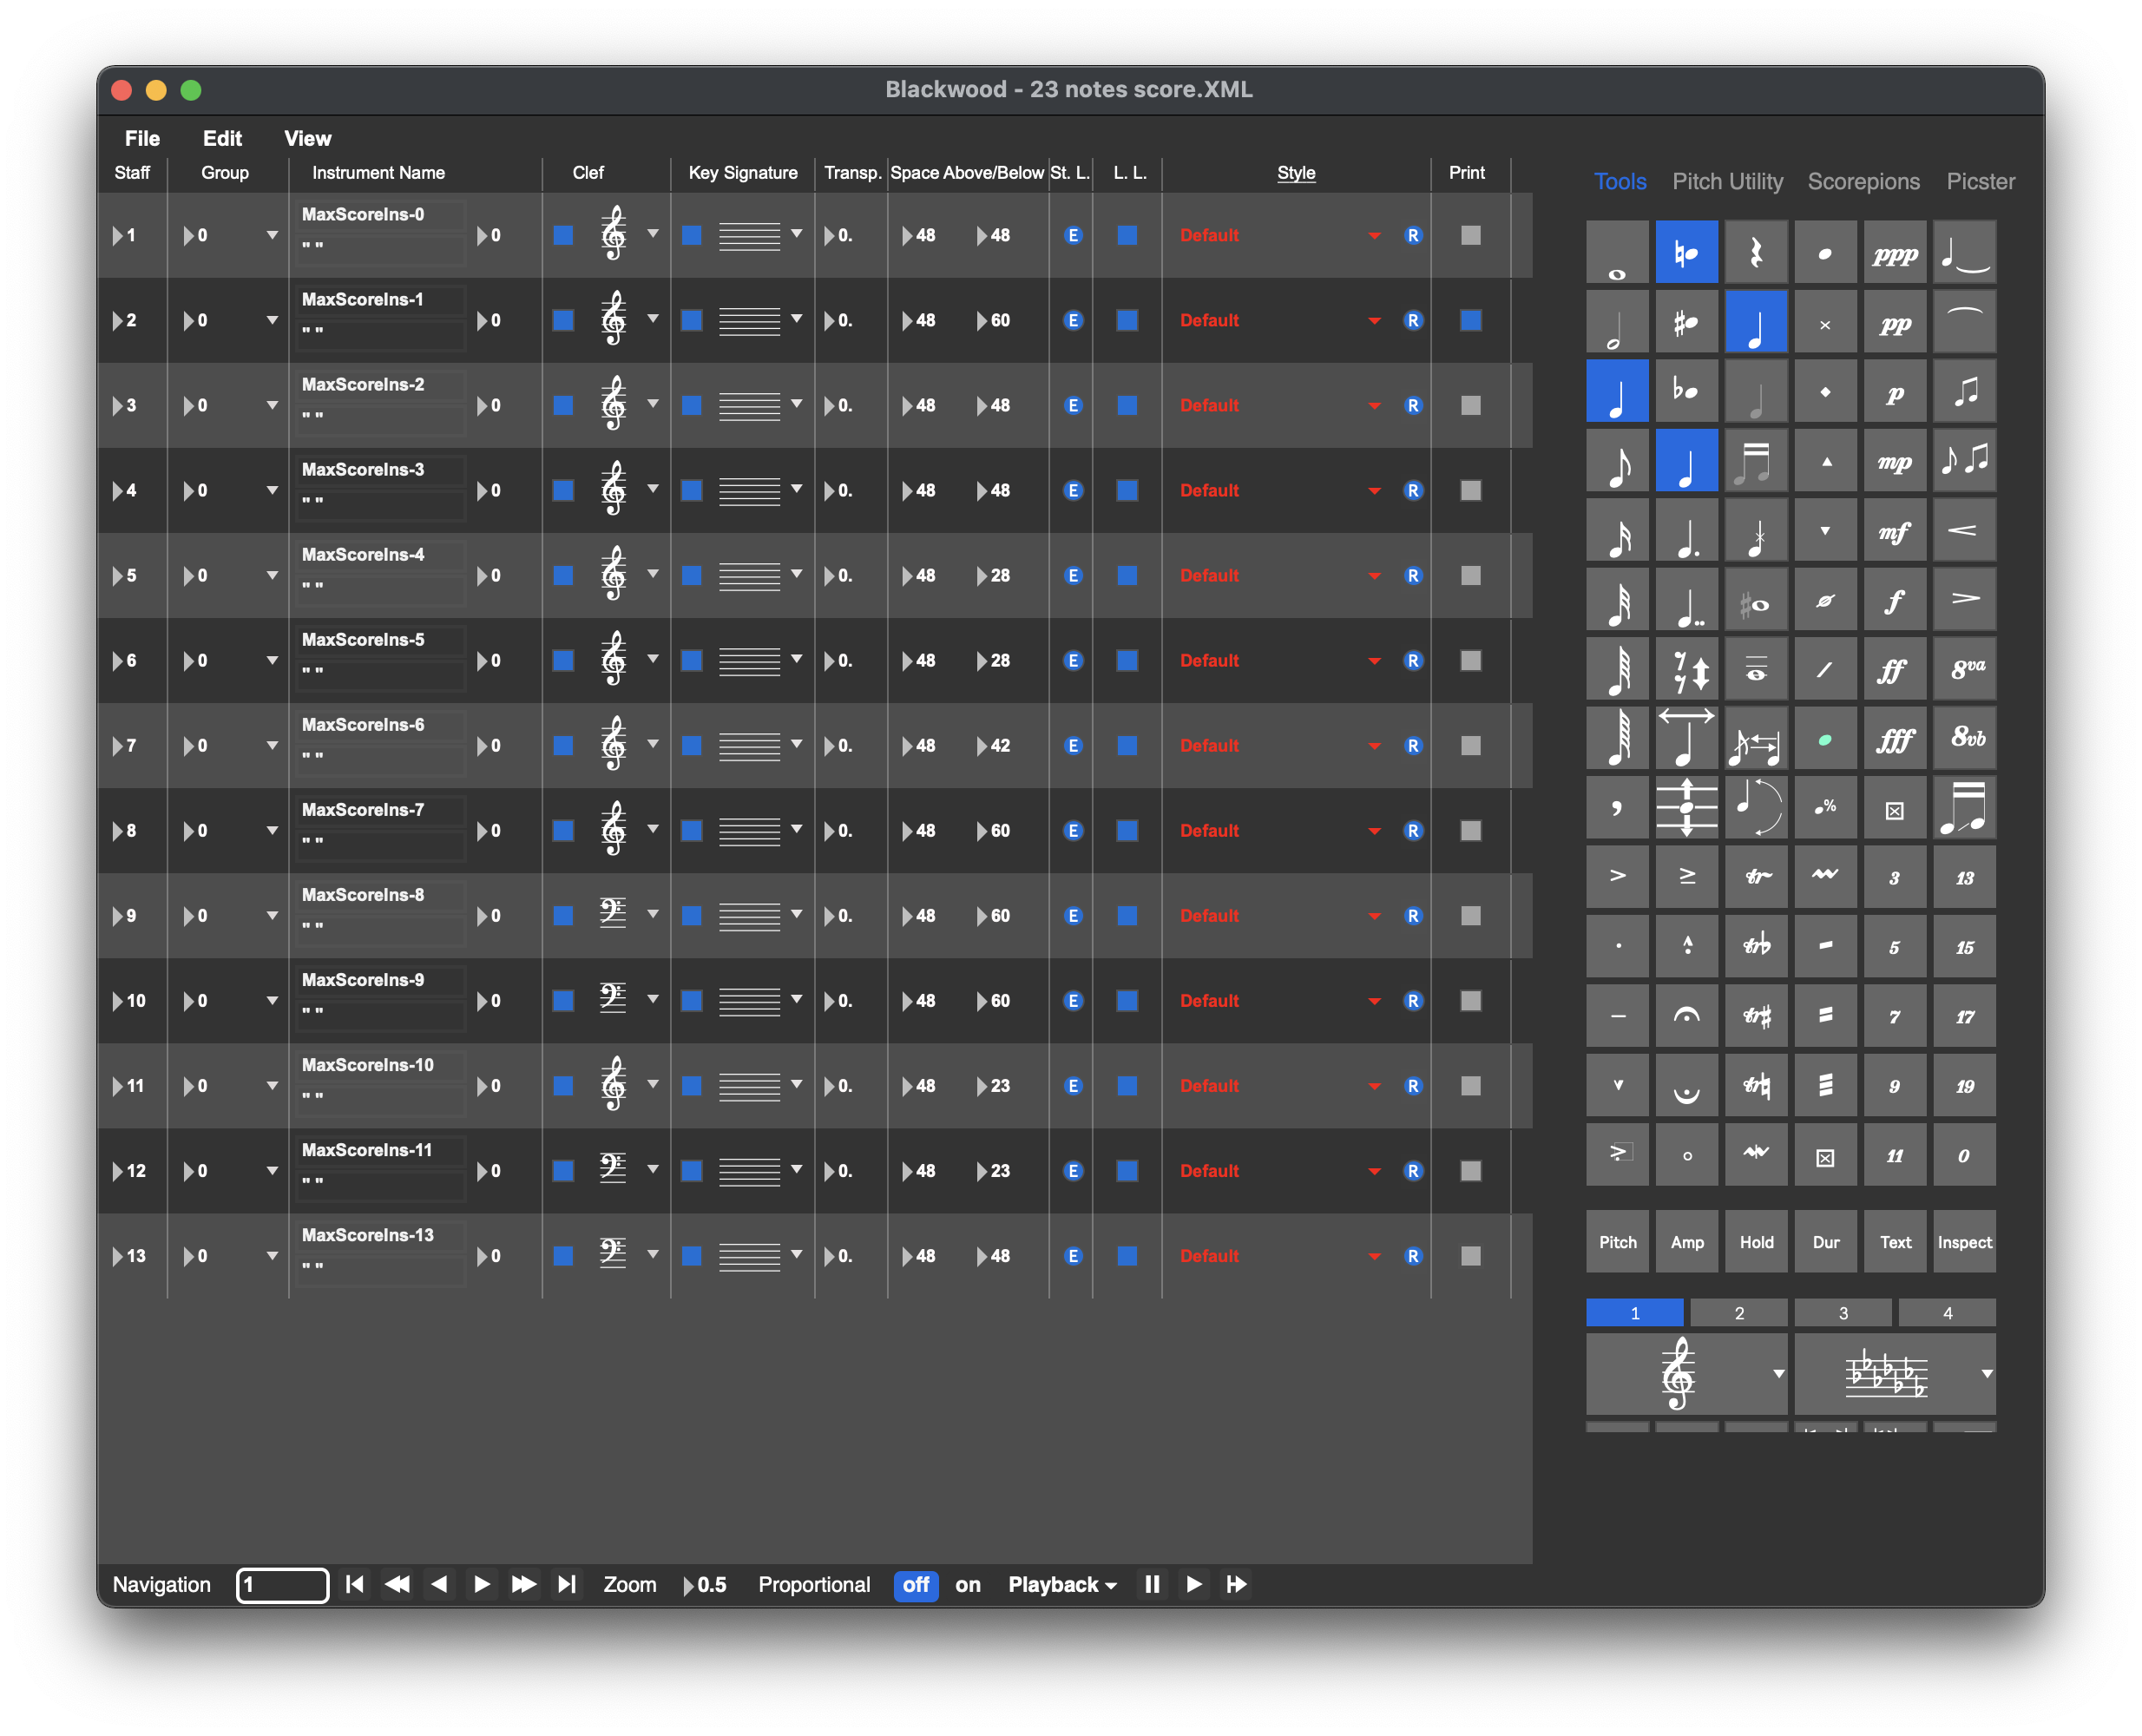 Blackwood - 23 notes score.XML
File Edit View
Staff Group Instrument Name Clef Key Signature Transp. Space Above/Below St. L. L. L. Style Print
Tools Pitch Utility Scorepions Picster
MaxScoreIns-0
1 0 " " 0 0. 48 48 E Default R
MaxScoreIns-1
2 0 " " 0 0. 48 60 E Default R
MaxScoreIns-2
3 0 " " 0 0. 48 48 E Default R
MaxScoreIns-3
4 0 " " 0 0. 48 48 E Default R
MaxScoreIns-4
5 0 " " 0 0. 48 28 E Default R
MaxScoreIns-5
6 0 " " 0 0. 48 28 E Default R
MaxScoreIns-6
7 0 " " 0 0. 48 42 E Default R
MaxScoreIns-7
8 0 " " 0 0. 48 60 E Default R
MaxScoreIns-8
9 0 " " 0 0. 48 60 E Default R
MaxScoreIns-9
10 0 " " 0 0. 48 60 E Default R
MaxScoreIns-10
11 0 " " 0 0. 48 23 E Default R
MaxScoreIns-11
12 0 " " 0 0. 48 23 E Default R
MaxScoreIns-13
13 0 " " 0 0. 48 48 E Default R
ppp
pp
p
mp
mf
f
ff 8va
fff 8vb
%
tr 3 13
tr 5 15
tr 7 17
tr 9 19
11 0
Pitch Amp Hold Dur Text Inspect
1 2 3 4
Navigation 1 Zoom 0.5 Proportional off on Playback